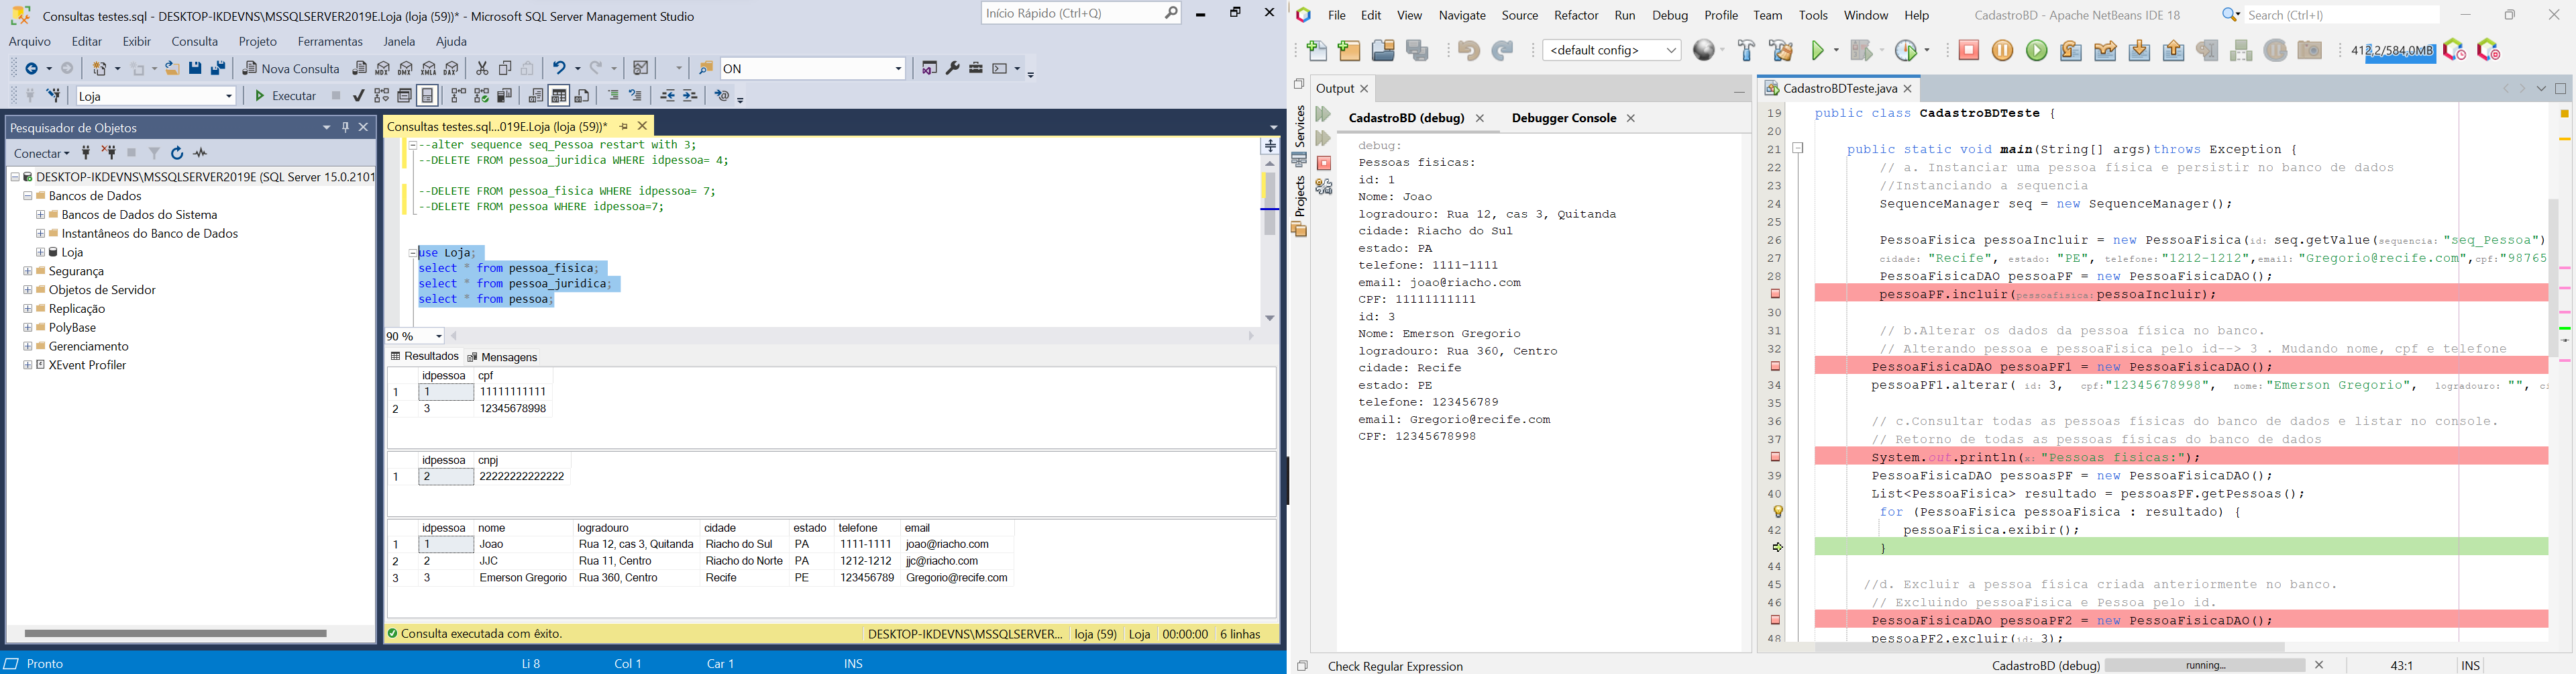 Consultas testes.sql - DESKTOP-IKDEVNS\MSSQLSERVER2019E.Loja (loja (59))* - Microsoft SQL Server Management Studio
Início Rápido (Ctrl+Q)
Arquivo Editar Exibir Consulta Projeto Ferramentas Janela Ajuda
Nova Consulta MDX DMX XMLA DAX ON
Loja Executar
Pesquisador de Objetos
Conectar
DESKTOP-IKDEVNS\MSSQLSERVER2019E (SQL Server 15.0.2101
Bancos de Dados
Bancos de Dados do Sistema
Instantâneos do Banco de Dados
Loja
Segurança
Objetos de Servidor
Replicação
PolyBase
Gerenciamento
XEvent Profiler
Consultas testes.sql...019E.Loja (loja (59))*
--alter sequence seq_Pessoa restart with 3;
--DELETE FROM pessoa_juridica WHERE idpessoa= 4;
--DELETE FROM pessoa_fisica WHERE idpessoa= 7;
--DELETE FROM pessoa WHERE idpessoa=7;
use Loja;
select * from pessoa_fisica;
select * from pessoa_juridica;
select * from pessoa;
90 %
Resultados Mensagens
idpessoa cpf
1 1 11111111111
2 3 12345678998
idpessoa cnpj
1 2 22222222222222
idpessoa nome logradouro cidade estado telefone email
1 1 Joao Rua 12, cas 3, Quitanda Riacho do Sul PA 1111-1111 joao@riacho.com
2 2 JJC Rua 11, Centro Riacho do Norte PA 1212-1212 jjc@riacho.com
3 3 Emerson Gregorio Rua 360, Centro Recife PE 123456789 Gregorio@recife.com
Consulta executada com êxito. DESKTOP-IKDEVNS\MSSQLSERVER... loja (59) Loja 00:00:00 6 linhas
Pronto Li 8 Col 1 Car 1 INS
File Edit View Navigate Source Refactor Run Debug Profile Team Tools Window Help CadastroBD - Apache NetBeans IDE 18 Search (Ctrl+I)
<default config> 412,2/584,0MB
Services
Projects
Output
CadastroBD (debug) Debugger Console
debug:
Pessoas fisicas:
id: 1
Nome: Joao
logradouro: Rua 12, cas 3, Quitanda
cidade: Riacho do Sul
estado: PA
telefone: 1111-1111
email: joao@riacho.com
CPF: 11111111111
id: 3
Nome: Emerson Gregorio
logradouro: Rua 360, Centro
cidade: Recife
estado: PE
telefone: 123456789
email: Gregorio@recife.com
CPF: 12345678998
CadastroBDTeste.java
19 public class CadastroBDTeste {
20
21 public static void main(String[] args)throws Exception {
22 // a. Instanciar uma pessoa física e persistir no banco de dados
23 //Instanciando a sequencia
24 SequenceManager seq = new SequenceManager();
25
26 PessoaFisica pessoaIncluir = new PessoaFisica(id: seq.getValue(sequencia: "seq_Pessoa")
27 cidade: "Recife", estado: "PE", telefone: "1212-1212",email: "Gregorio@recife.com",cpf:"98765
28 PessoaFisicaDAO pessoaPF = new PessoaFisicaDAO();
pessoaPF.incluir(pessoafisica: pessoaIncluir);
30
31 // b.Alterar os dados da pessoa física no banco.
32 // Alterando pessoa e pessoaFisica pelo id--> 3 . Mudando nome, cpf e telefone
PessoaFisicaDAO pessoaPF1 = new PessoaFisicaDAO();
34 pessoaPF1.alterar( id: 3, cpf:"12345678998", nome: "Emerson Gregorio", logradouro: "",
35
36 // c.Consultar todas as pessoas físicas do banco de dados e listar no console.
37 // Retorno de todas as pessoas físicas do banco de dados
System.out.println(x: "Pessoas fisicas:");
39 PessoaFisicaDAO pessoasPF = new PessoaFisicaDAO();
40 List<PessoaFisica> resultado = pessoasPF.getPessoas();
for (PessoaFisica pessoaFisica : resultado) {
42 pessoaFisica.exibir();
}
44
45 //d. Excluir a pessoa física criada anteriormente no banco.
46 // Excluindo pessoaFisica e Pessoa pelo id.
PessoaFisicaDAO pessoaPF2 = new PessoaFisicaDAO();
48 pessoaPF2.excluir(id: 3);
Check Regular Expression CadastroBD (debug) running... 43:1 INS